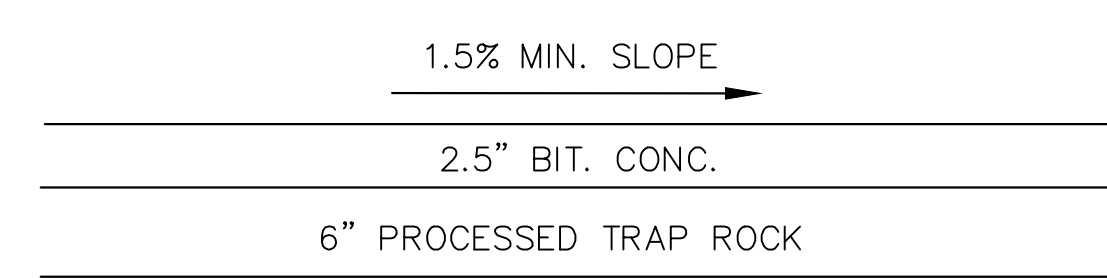 1.5% MIN. SLOPE
2.5” BIT. CONC.
6” PROCESSED TRAP ROCK